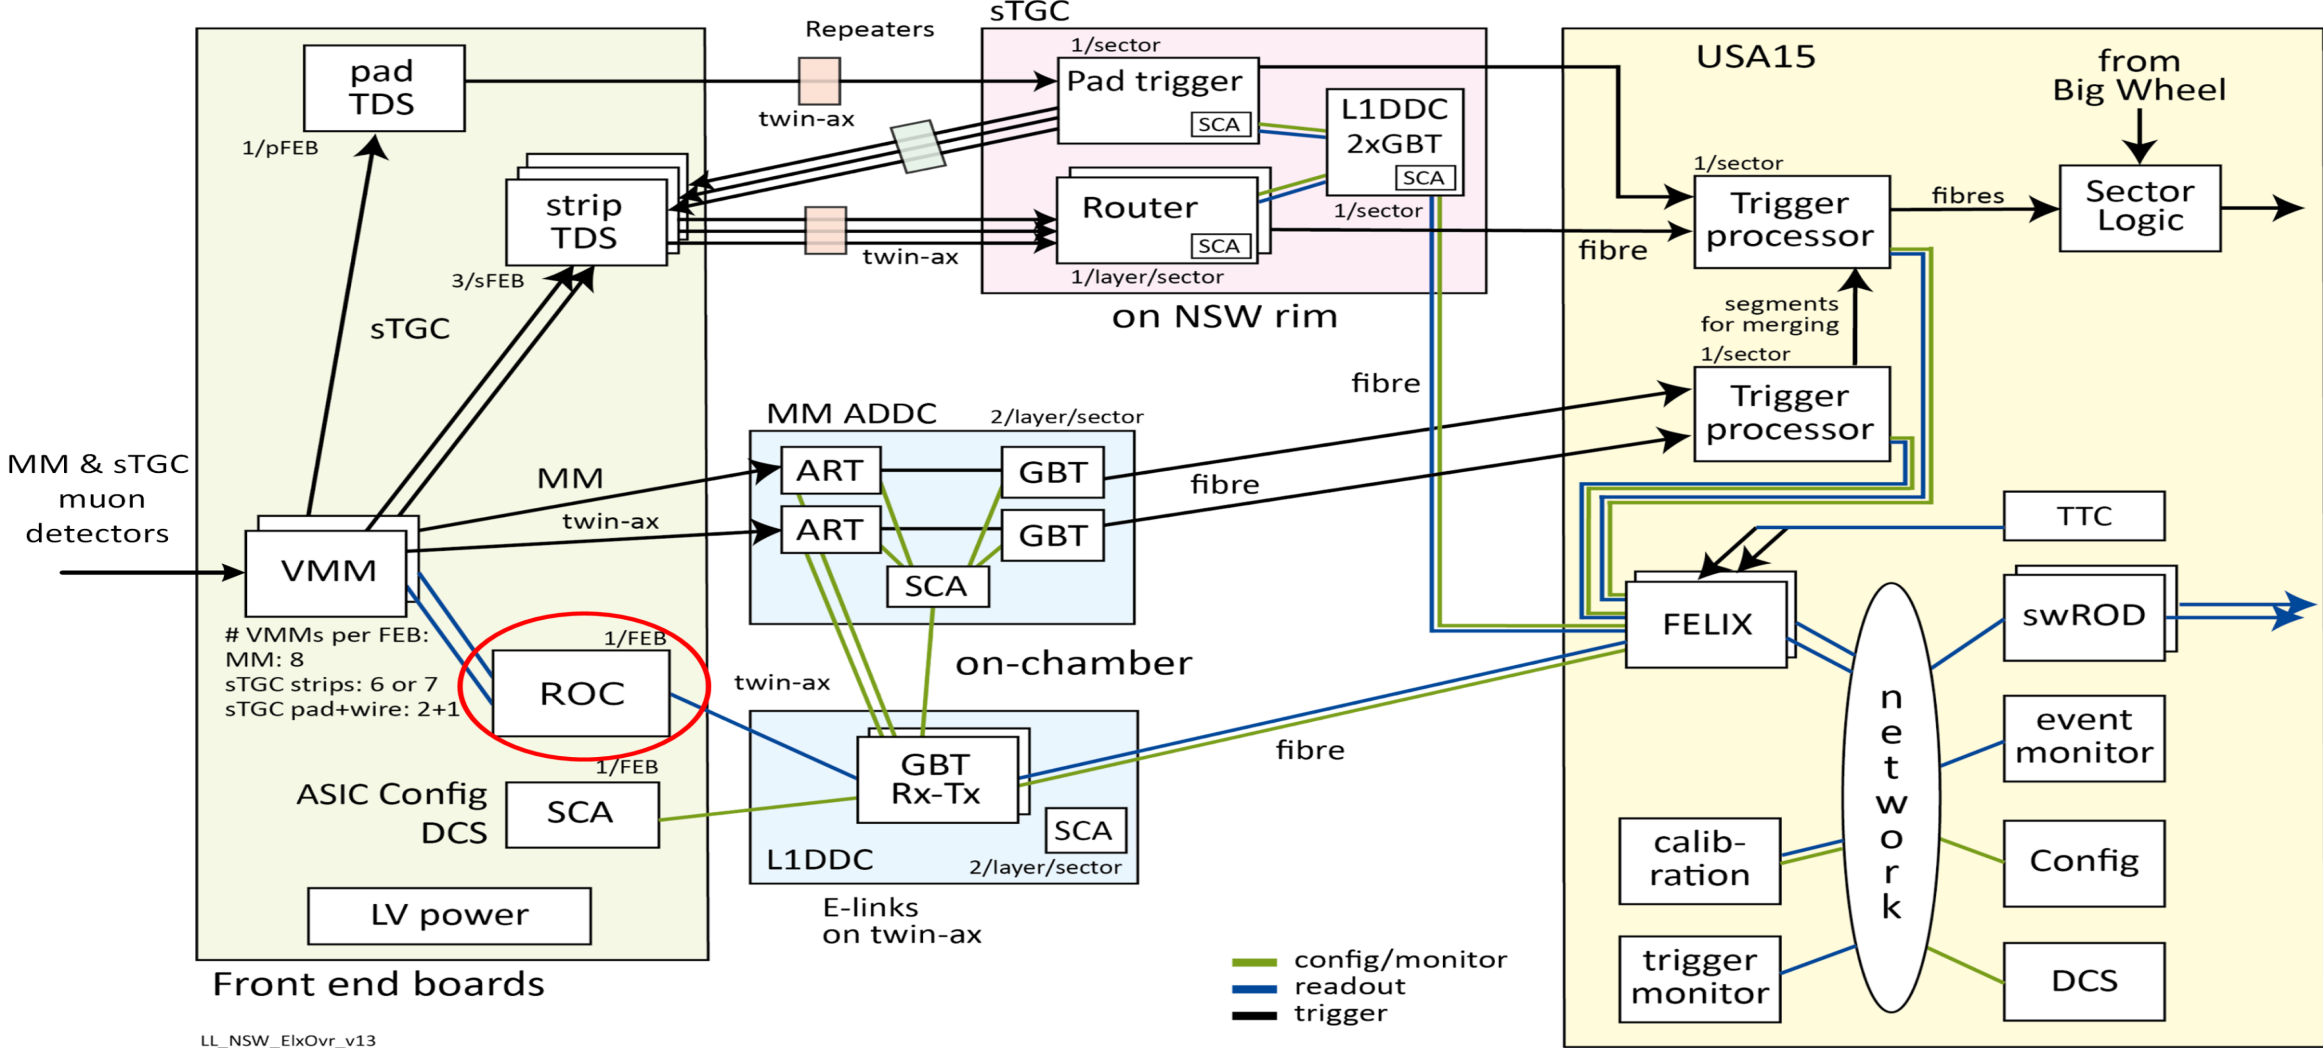 sTGC
Repeaters
pad
TDS
1/pFEB
twin-ax
1/sector
Pad trigger
SCA
L1DDC
2xGBT
SCA
1/sector
USA15
from
Big Wheel
1/sector
Trigger
processor
fibres
Sector
Logic
strip
TDS
3/sFEB
sTGC
twin-ax
Router
SCA
1/layer/sector
on NSW rim
fibre
segments
for merging
1/sector
Trigger
processor
fibre
MM ADDC
2/layer/sector
ART
GBT
ART
GBT
SCA
MM
twin-ax
fibre
MM & sTGC
muon
detectors
VMM
# VMMs per FEB:
MM: 8
sTGC strips: 6 or 7
sTGC pad+wire: 2+1
1/FEB
ROC
twin-ax
on-chamber
1/FEB
ASIC Config
DCS
SCA
GBT
Rx-Tx
SCA
L1DDC
2/layer/sector
fibre
LV power
E-links
on twin-ax
Front end boards
TTC
FELIX
swROD
network
event
monitor
calib-
ration
Config
trigger
monitor
DCS
config/monitor
readout
trigger
LL_NSW_ElxOvr_v13